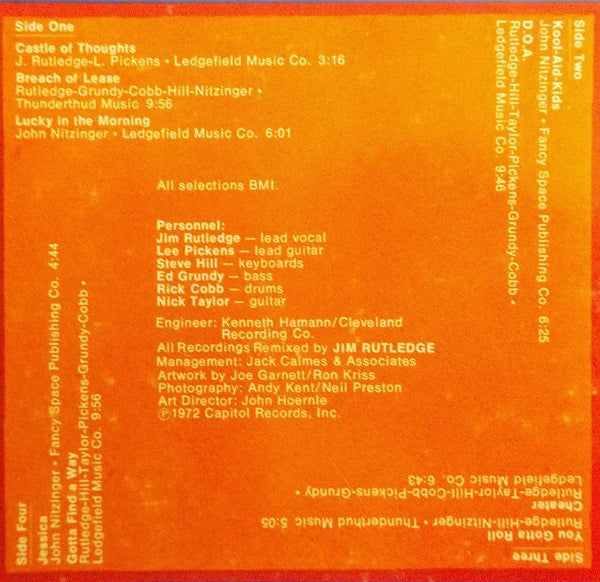 Side One
Castle of Thoughts
J. Rutledge-L. Pickens • Ledgefield Music Co. 3:16
Breach of Lease
Rutledge-Grundy-Cobb-Hill-Nitzinger •
Thunderthud Music 9:56
Lucky in the Morning
John Nitzinger • Ledgefield Music Co. 6:01
Side Two
Kool-Aid-Kids
John Nitzinger • Fancy Space Publishing Co. 6:25
D.O.A.
Rutledge-Hill-Taylor-Pickens-Grundy-Cobb •
Ledgefield Music Co. 9:46
All selections BMI.
Personnel:
Jim Rutledge — lead vocal
Lee Pickens — lead guitar
Steve Hill — keyboards
Ed Grundy — bass
Rick Cobb — drums
Nick Taylor — guitar
Engineer: Kenneth Hamann/Cleveland
Recording Co.
All Recordings Remixed by JIM RUTLEDGE
Management: Jack Calmes & Associates
Artwork by Joe Garnett/Ron Kriss
Photography: Andy Kent/Neil Preston
Art Director: John Hoernle
℗1972 Capitol Records, Inc.
Side Three
You Gotta Roll
Rutledge-Hill-Nitzinger • Thunderthud Music 5:05
Cheater
Rutledge-Taylor-Hill-Cobb-Pickens-Grundy •
Ledgefield Music Co. 6:43
Side Four
Jessica
John Nitzinger • Fancy Space Publishing Co. 4:44
Gotta Find a Way
Rutledge-Hill-Taylor-Pickens-Grundy-Cobb •
Ledgefield Music Co. 9:56